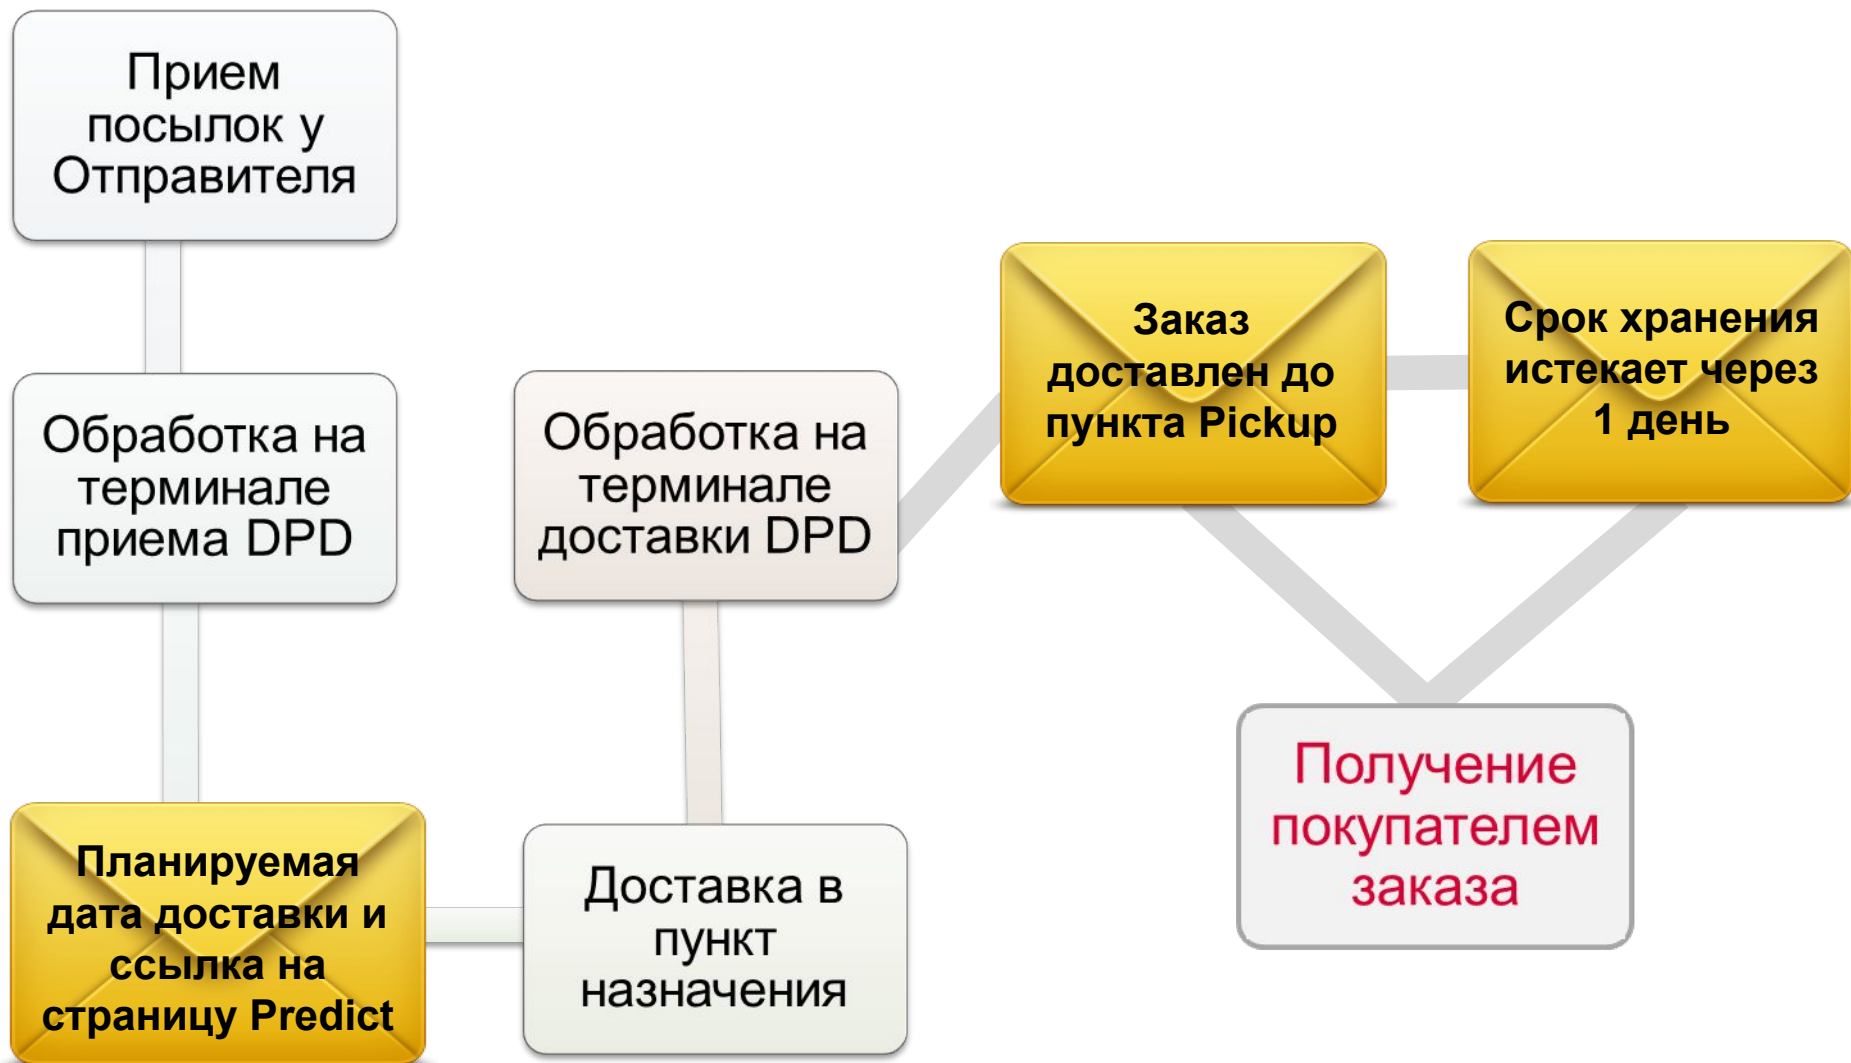 Прием
посылок у
Отправителя
Обработка на
терминале
приема DPD
Планируемая
дата доставки и
ссылка на
страницу Predict
Доставка в
пункт
назначения
Обработка на
терминале
доставки DPD
Заказ
доставлен до
пункта Pickup
Срок хранения
истекает через
1 день
Получение
покупателем
заказа